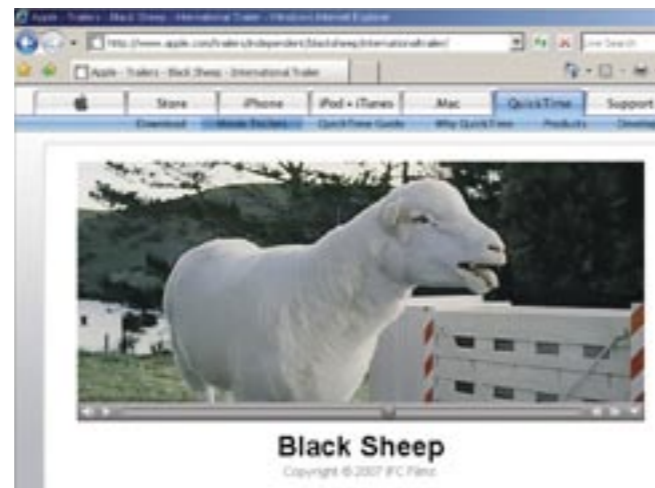 Apple - Trailers - Black Sheep - International Trailer - Windows Internet Explorer
http://www.apple.com/trailers/independent/blacksheep/internationaltrailer/
Live Search
Apple - Trailers - Black Sheep - International Trailer
Store iPhone iPod + iTunes Mac QuickTime Support
Download Movie Trailers QuickTime Guide Why QuickTime Products
Black Sheep
Copyright © 2007 IFC Films